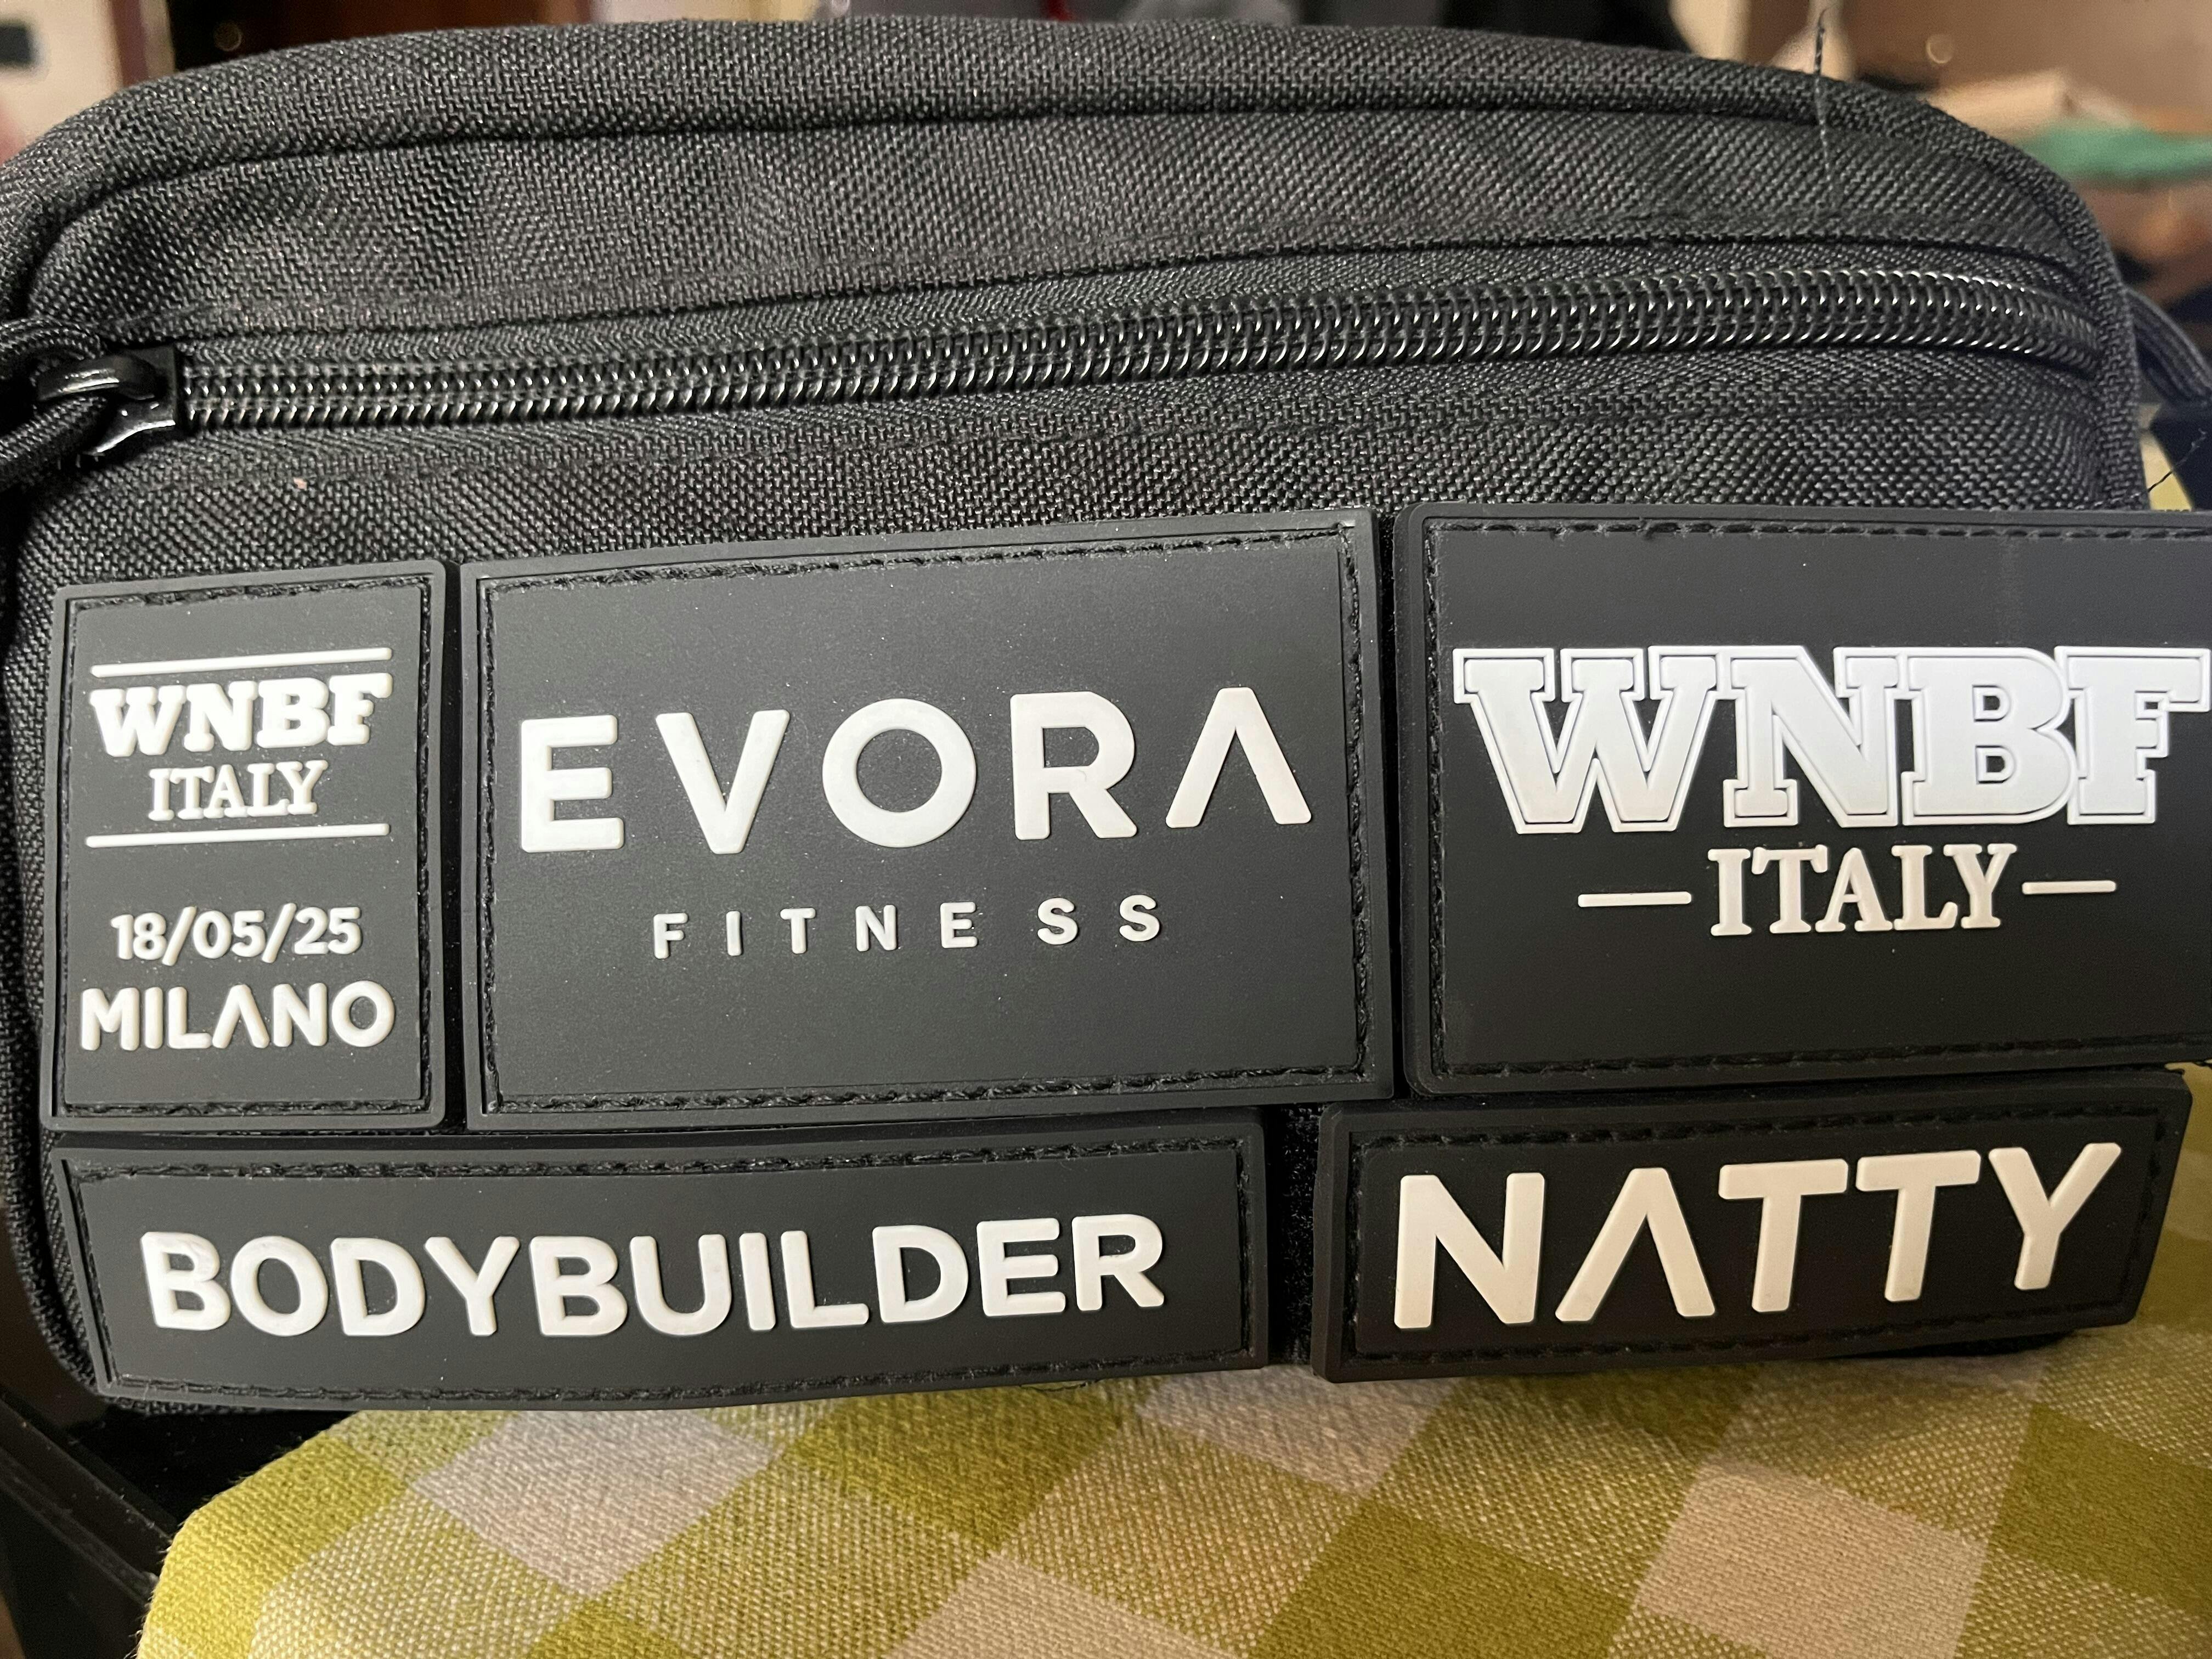 WNBF
ITALY
18/05/25
MILANO
EVORA
FITNESS
WNBF
ITALY
BODYBUILDER
NATTY